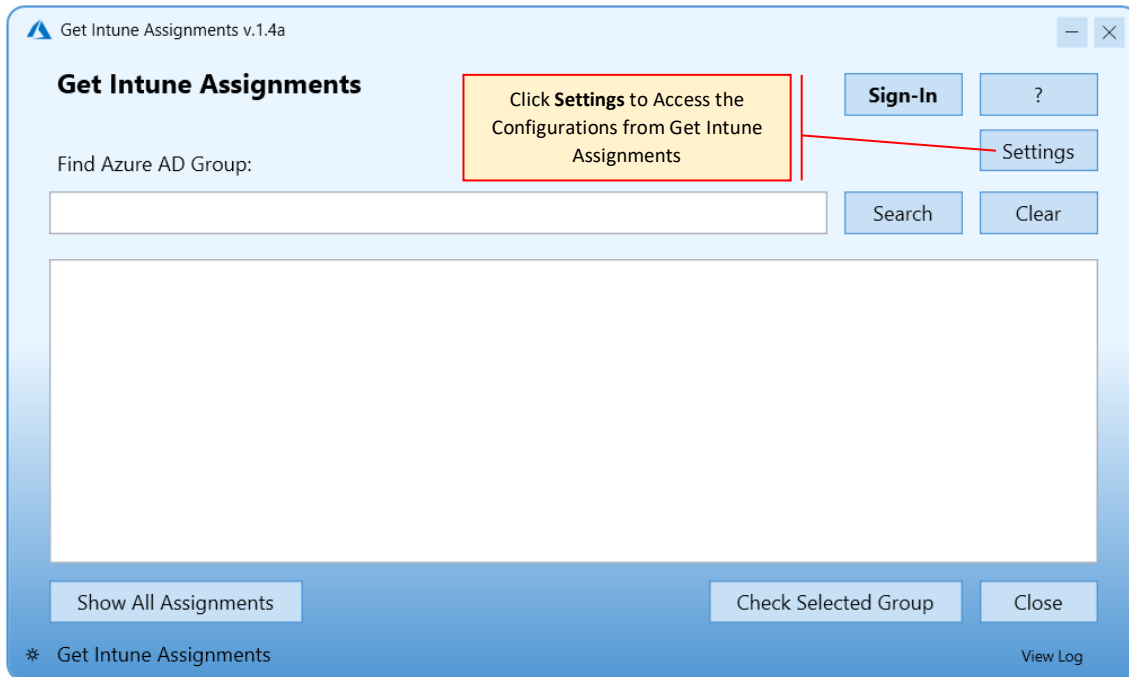 Get Intune Assignments v.1.4a
Get Intune Assignments
Click Settings to Access the
Configurations from Get Intune
Assignments
Sign-In
?
Settings
Find Azure AD Group:
Search
Clear
Show All Assignments
Check Selected Group
Close
Get Intune Assignments
View Log